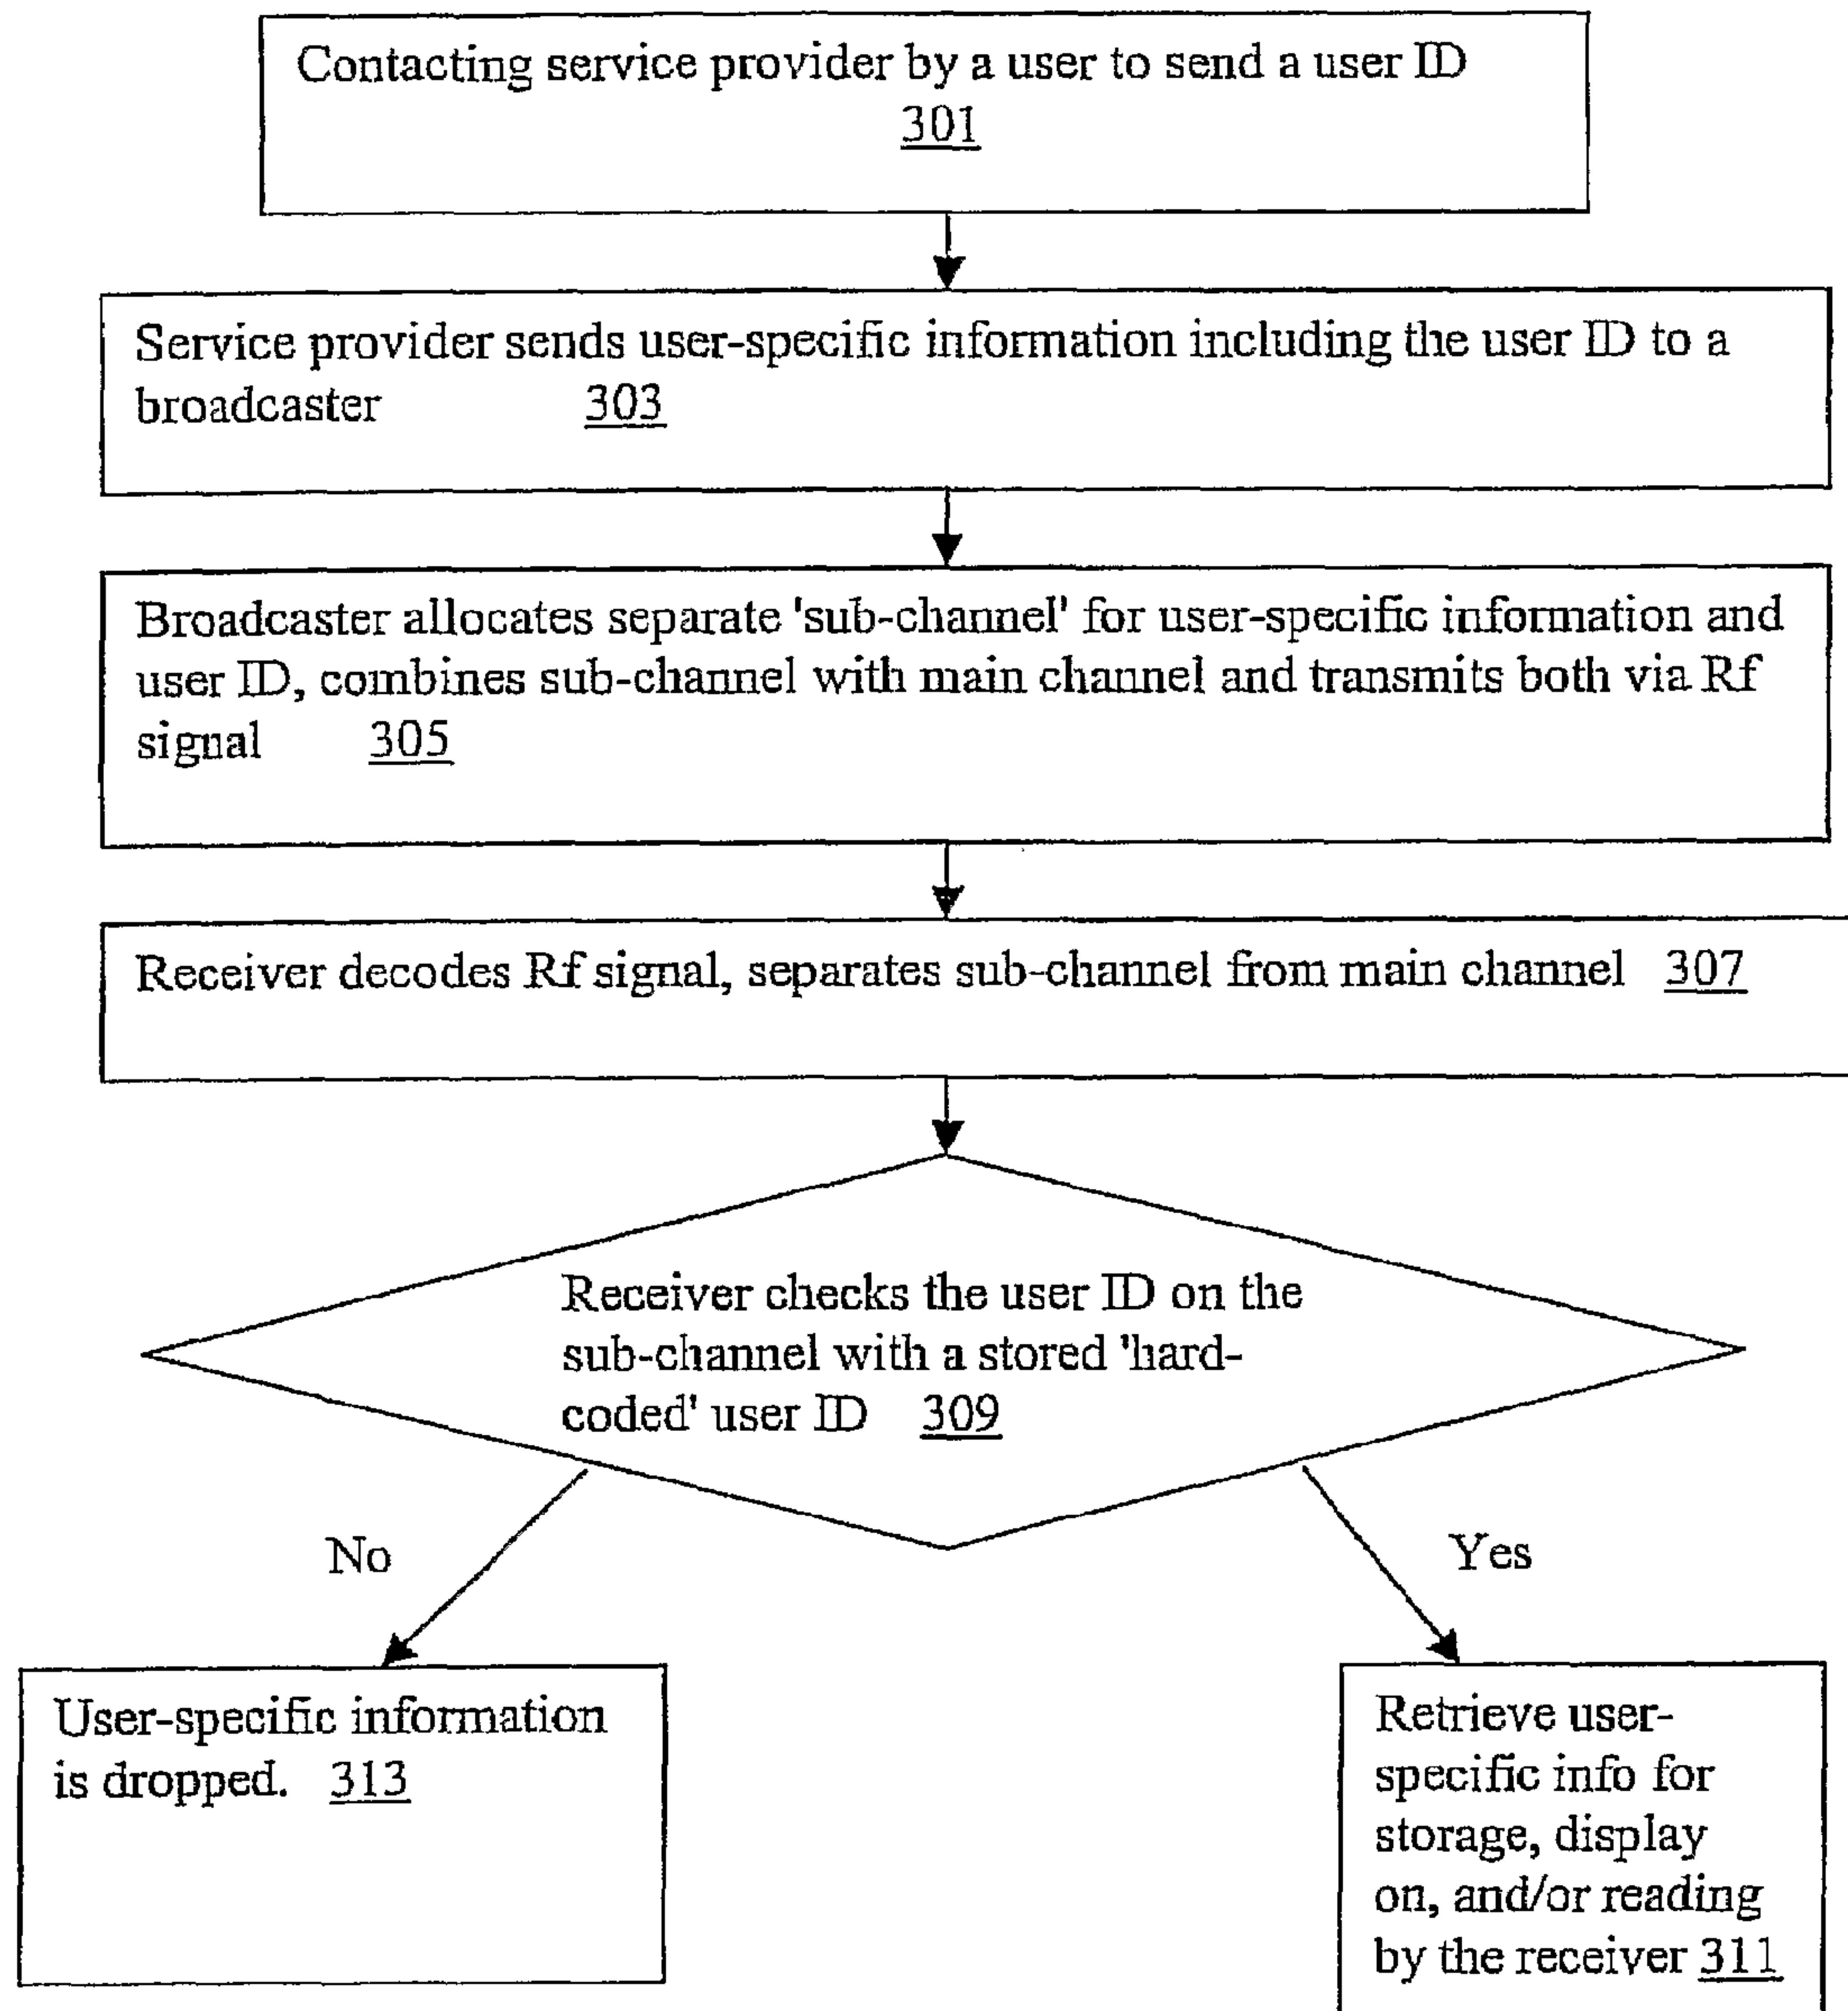 Contacting service provider by a user to send a user ID
301
Service provider sends user-specific information including the user ID to a
broadcaster 303
Broadcaster allocates separate 'sub-channel' for user-specific information and
user ID, combines sub-channel with main channel and transmits both via Rf
signal 305
Receiver decodes Rf signal, separates sub-channel from main channel 307
Receiver checks the user ID on the
sub-channel with a stored 'hard-
coded' user ID 309
No
Yes
User-specific information
is dropped. 313
Retrieve user-
specific info for
storage, display
on, and/or reading
by the receiver 311